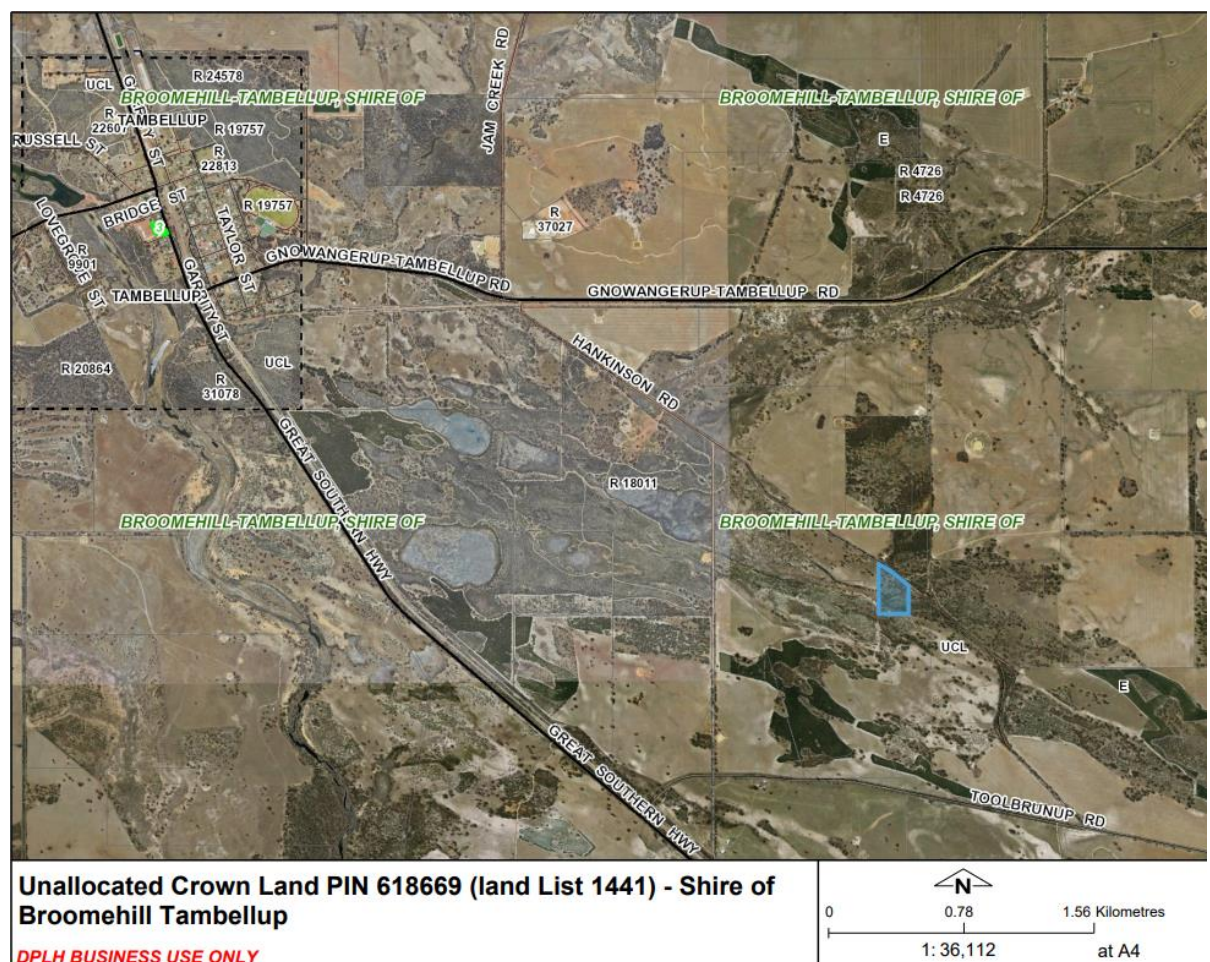 R 24578
UCL
BROOMEHILL-TAMBELLUP, SHIRE OF
BROOMEHILL-TAMBELLUP, SHIRE OF
JAM CREEK RD
R
22607
TAMBELLUP
R 19757
RUSSELL ST
E
R
22813
R 4726
R 4726
BRIDGE ST
R 19757
R
37027
LOVEGROVE ST
TAYLOR ST
3
R
9901
GNOWANGERUP-TAMBELLUP RD
GNOWANGERUP-TAMBELLUP RD
TAMBELLUP
GARRITY ST
HANKINSON RD
R 20864
UCL
R
31078
GREAT SOUTHERN HWY
R 18011
BROOMEHILL-TAMBELLUP, SHIRE OF
BROOMEHILL-TAMBELLUP, SHIRE OF
UCL
E
GREAT SOUTHERN HWY
TOOLBRUNUP RD
Unallocated Crown Land PIN 618669 (land List 1441) - Shire of
Broomehill Tambellup
DPLH BUSINESS USE ONLY
N
0 0.78 1.56 Kilometres
1: 36,112 at A4